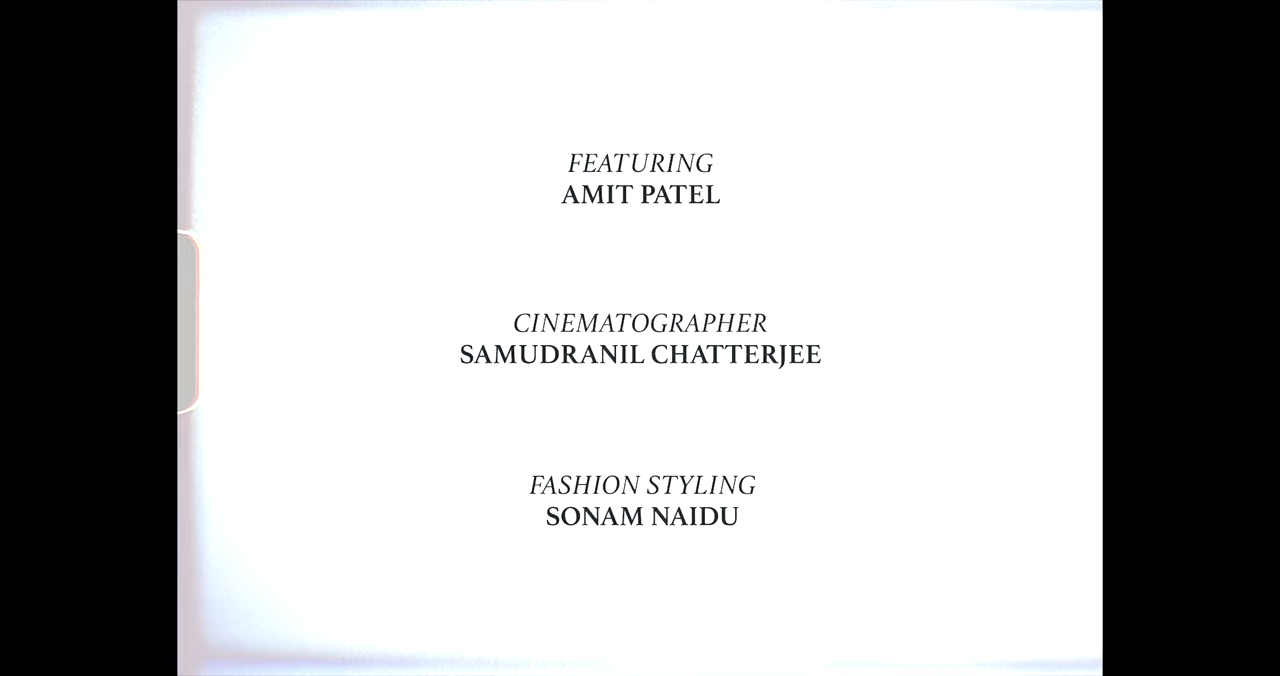 FEATURING
AMIT PATEL
CINEMATOGRAPHER
SAMUDRANIL CHATTERJEE
FASHION STYLING
SONAM NAIDU